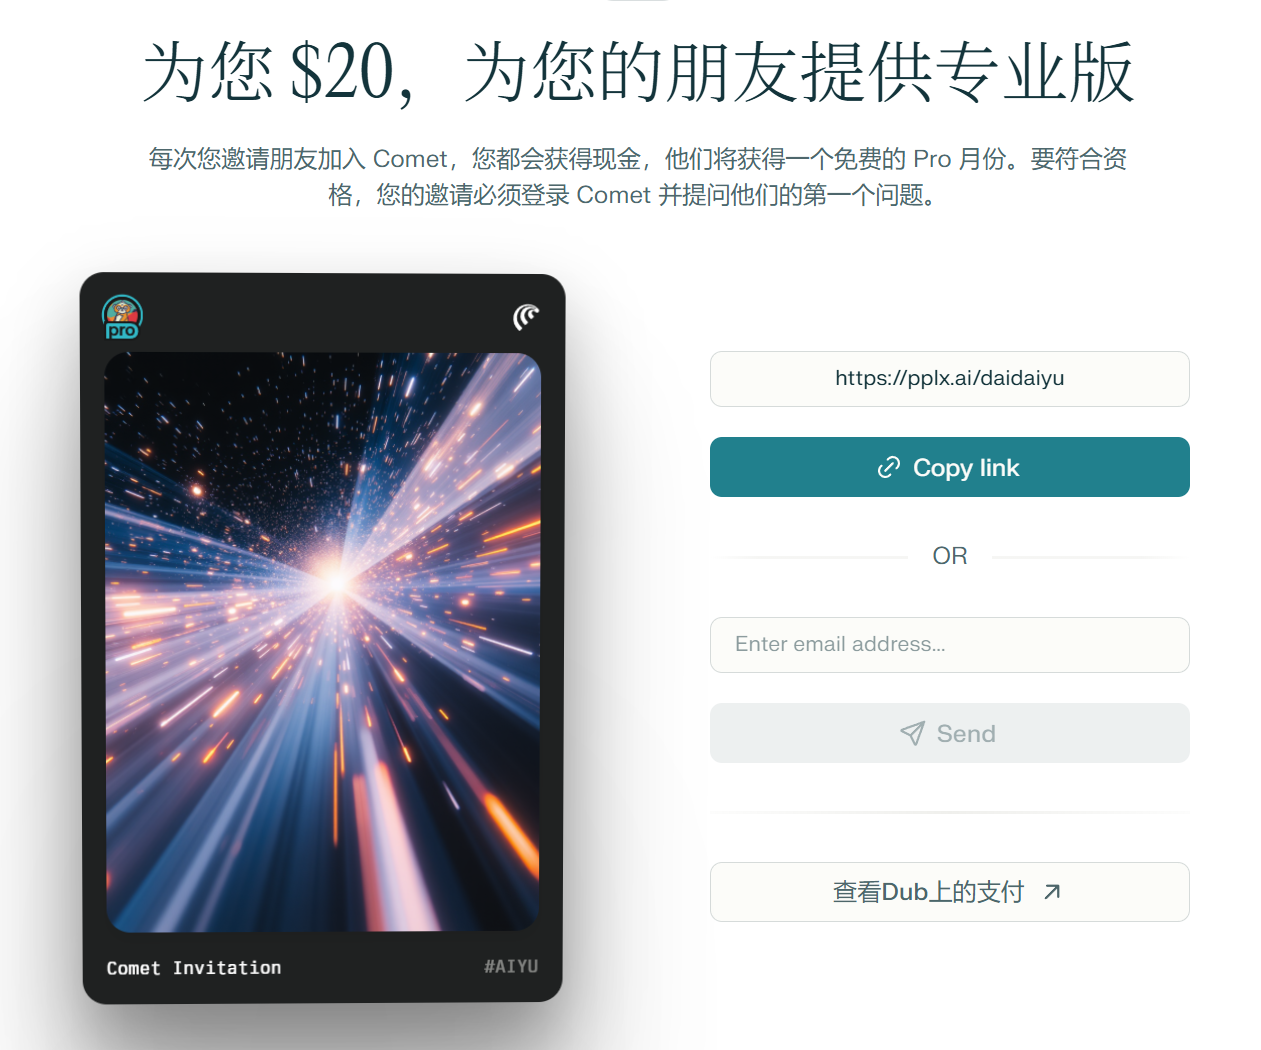 为您 $20，为您的朋友提供专业版
每次您邀请朋友加入 Comet，您都会获得现金，他们将获得一个免费的 Pro 月份。要符合资
格，您的邀请必须登录 Comet 并提问他们的第一个问题。
pro
Comet Invitation
#AIYU
https://pplx.ai/daidaiyu
Copy link
OR
Enter email address...
Send
查看Dub上的支付